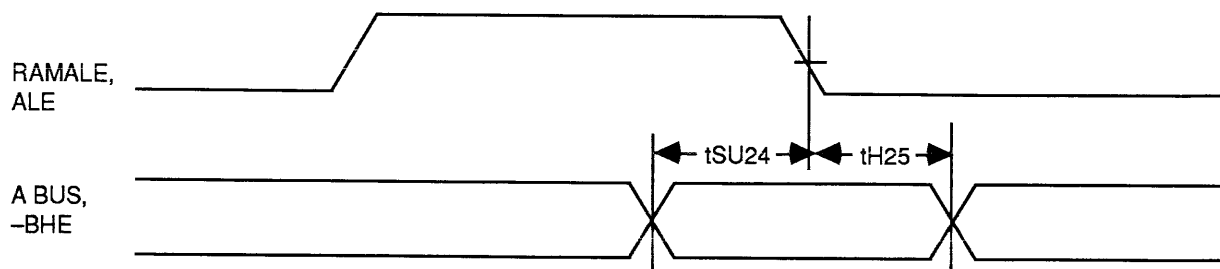 RAMALE,
ALE
tSU24
tH25
A BUS,
–BHE